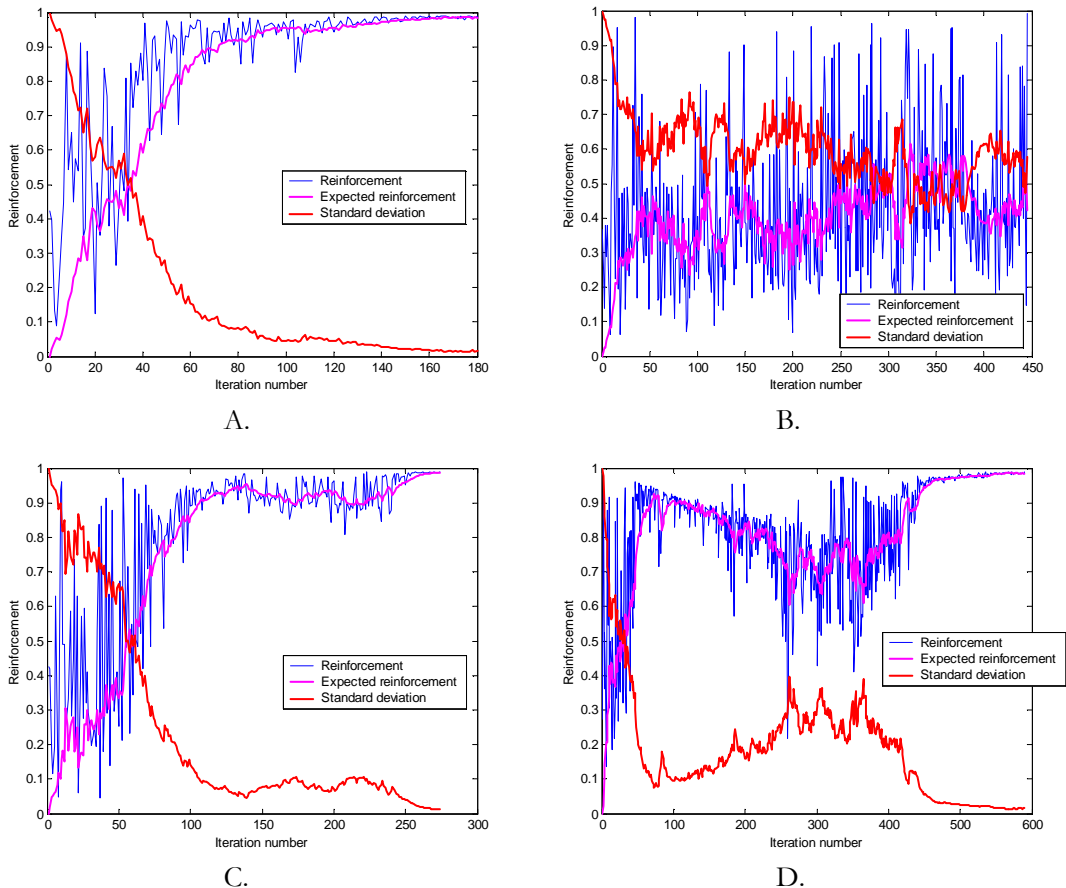 1
0.9
0.8
0.7
0.6
0.5
0.4
0.3
0.2
0.1
0
Reinforcement
Reinforcement
Expected reinforcement
Standard deviation
0 20 40 60 80 100 120 140 160 180
Iteration number
A.
1
0.9
0.8
0.7
0.6
0.5
0.4
0.3
0.2
0.1
0
Reinforcement
Reinforcement
Expected reinforcement
Standard deviation
0 50 100 150 200 250 300 350 400 450
Iteration number
B.
1
0.9
0.8
0.7
0.6
0.5
0.4
0.3
0.2
0.1
0
Reinforcement
Reinforcement
Expected reinforcement
Standard deviation
0 50 100 150 200 250 300
Iteration number
C.
1
0.9
0.8
0.7
0.6
0.5
0.4
0.3
0.2
0.1
0
Reinforcement
Reinforcement
Expected reinforcement
Standard deviation
0 100 200 300 400 500 600
Iteration number
D.